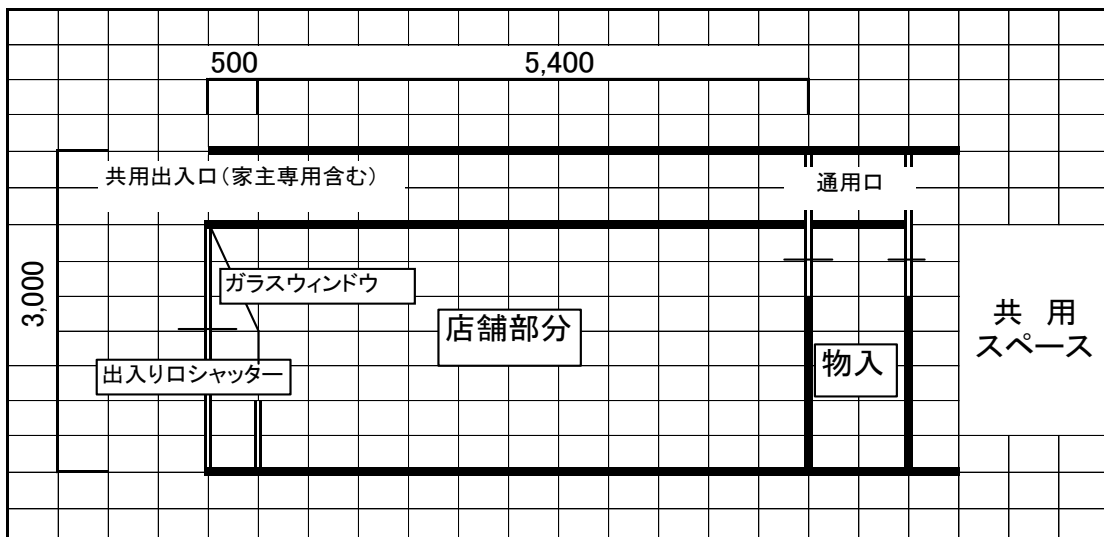 500
5,400
共用出入口（家主専用含む）
通用口
3,000
ガラスウィンドウ
店舗部分
共　用
スペース
出入り口シャッター
物入